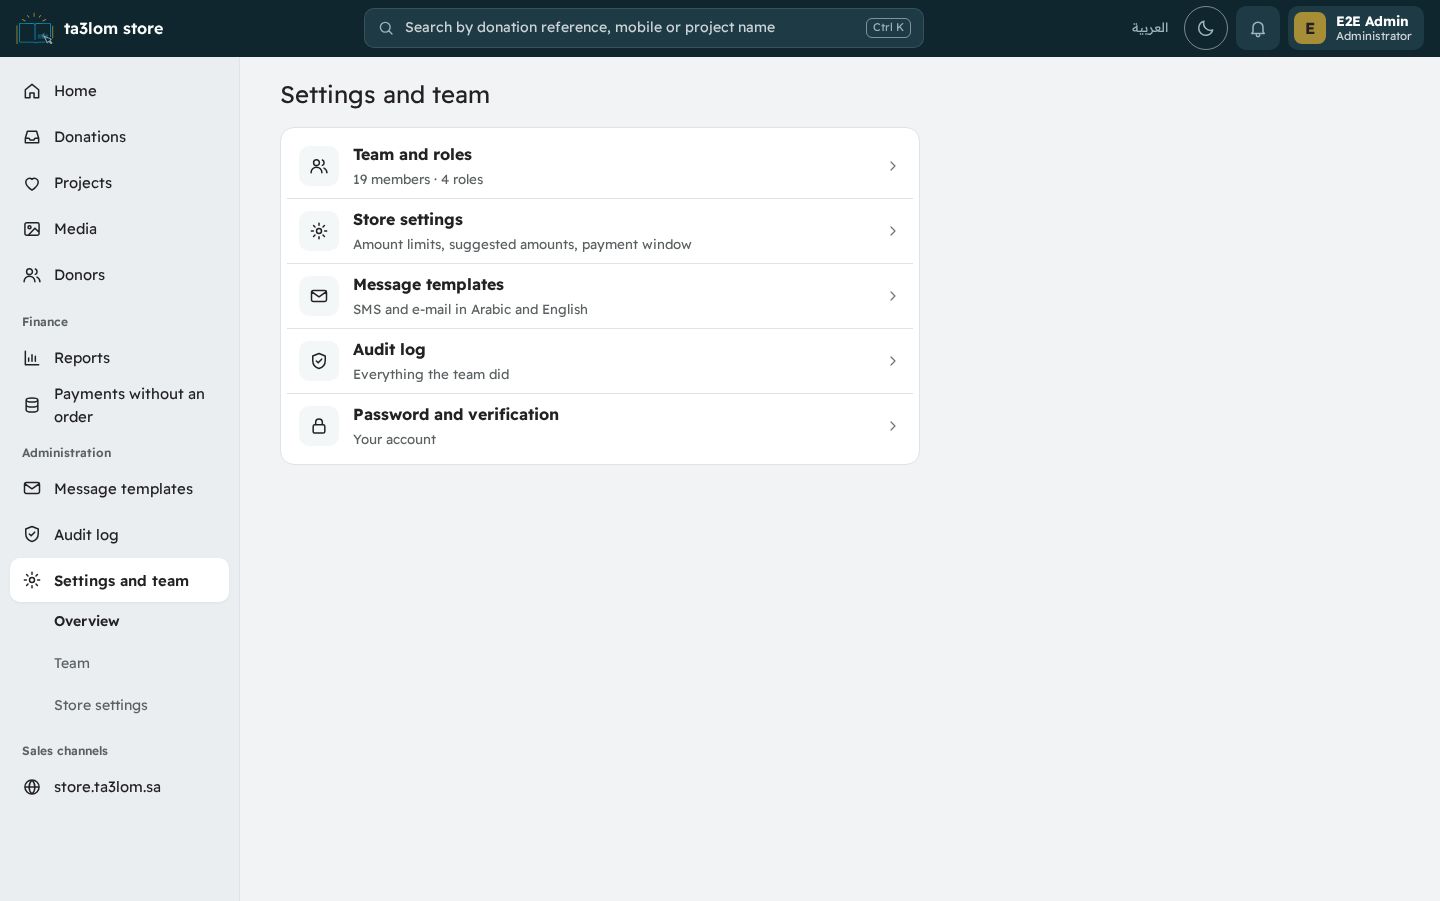 ta3lom store
Search by donation reference, mobile or project name
Ctrl K
العربية
E
E2E Admin
Administrator
Home
Donations
Projects
Media
Donors
Finance
Reports
Payments without an
order
Administration
Message templates
Audit log
Settings and team
Overview
Team
Store settings
Sales channels
store.ta3lom.sa
Settings and team
Team and roles
19 members · 4 roles
Store settings
Amount limits, suggested amounts, payment window
Message templates
SMS and e-mail in Arabic and English
Audit log
Everything the team did
Password and verification
Your account